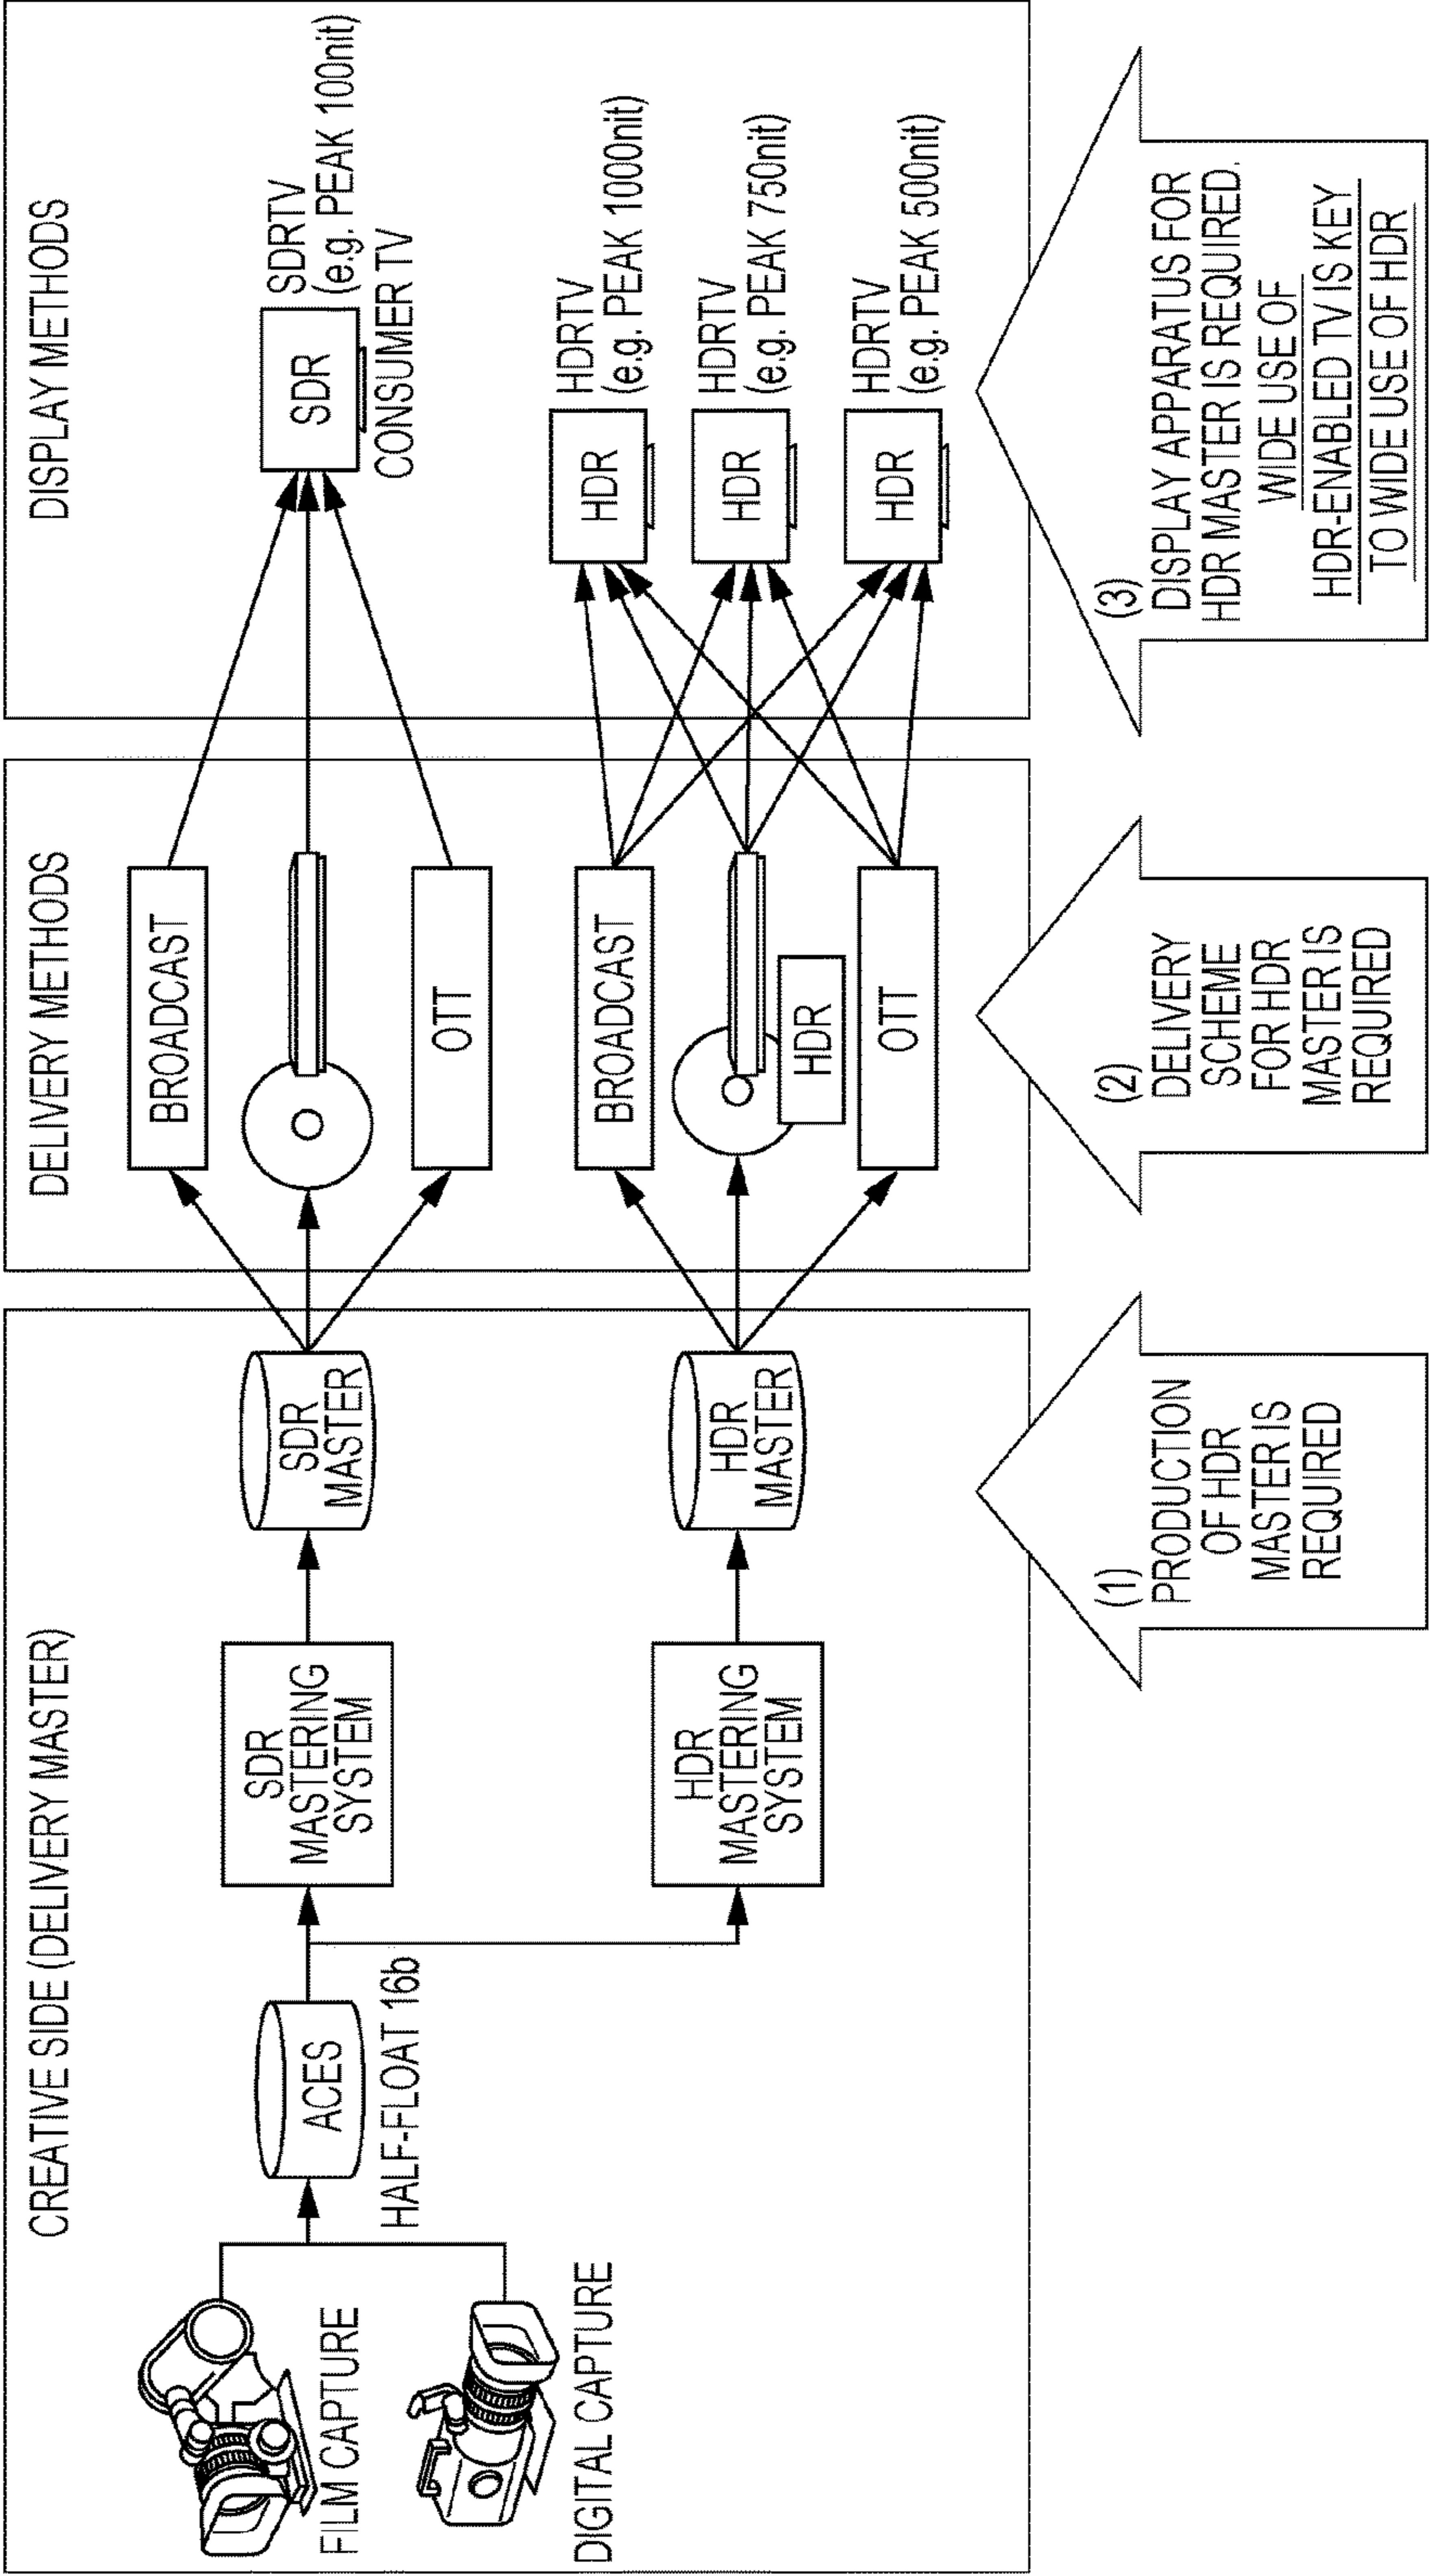 CREATIVE SIDE (DELIVERY MASTER)
FILM CAPTURE
DIGITAL CAPTURE
ACES
HALF-FLOAT 16b
SDR
MASTERING
SYSTEM
SDR
MASTER
HDR
MASTERING
SYSTEM
HDR
MASTER
(1)
PRODUCTION
OF HDR
MASTER IS
REQUIRED
DELIVERY METHODS
BROADCAST
OTT
BROADCAST
HDR
OTT
(2)
DELIVERY
SCHEME
FOR HDR
MASTER IS
REQUIRED
DISPLAY METHODS
SDR
SDRTV
(e.g. PEAK 100nit)
CONSUMER TV
HDR
HDRTV
(e.g. PEAK 1000nit)
HDR
HDRTV
(e.g. PEAK 750nit)
HDR
HDRTV
(e.g. PEAK 500nit)
(3)
DISPLAY APPARATUS FOR
HDR MASTER IS REQUIRED.
WIDE USE OF
HDR-ENABLED TV IS KEY
TO WIDE USE OF HDR